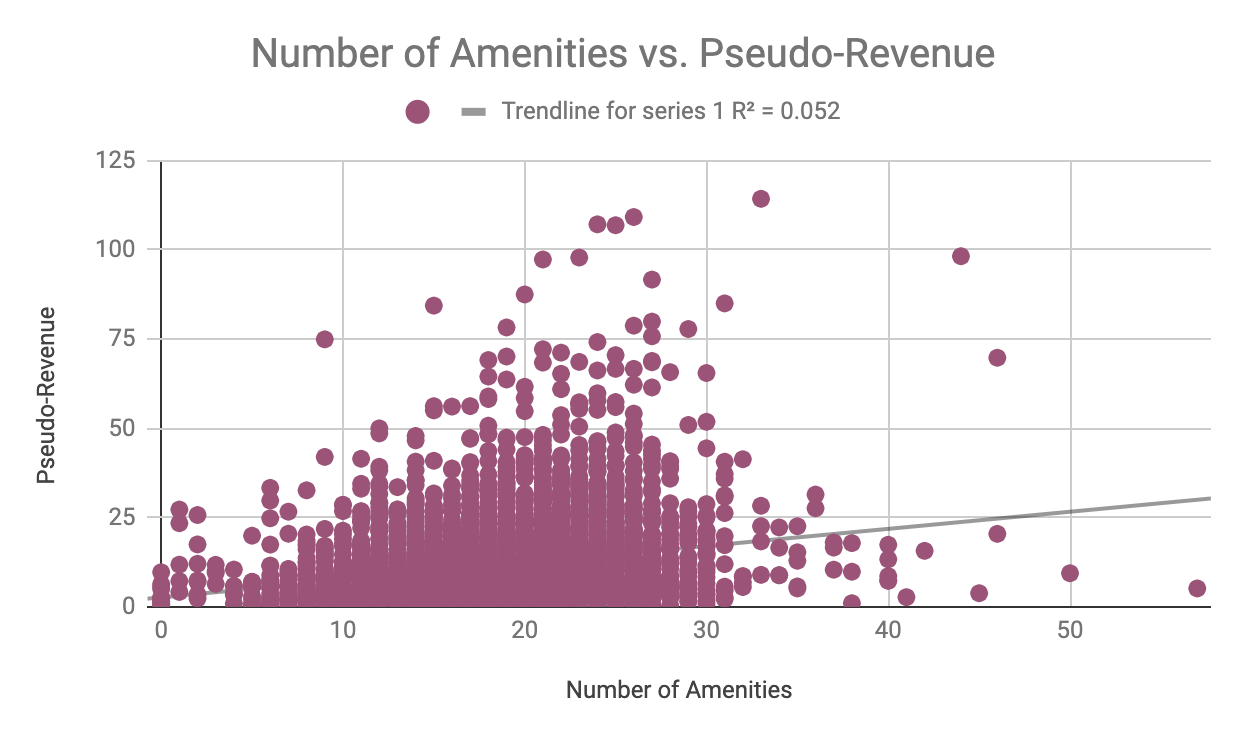 Number of Amenities vs. Pseudo-Revenue
Trendline for series 1 R² = 0.052
125
100
75
50
25
0
Pseudo-Revenue
0 10 20 30 40 50
Number of Amenities